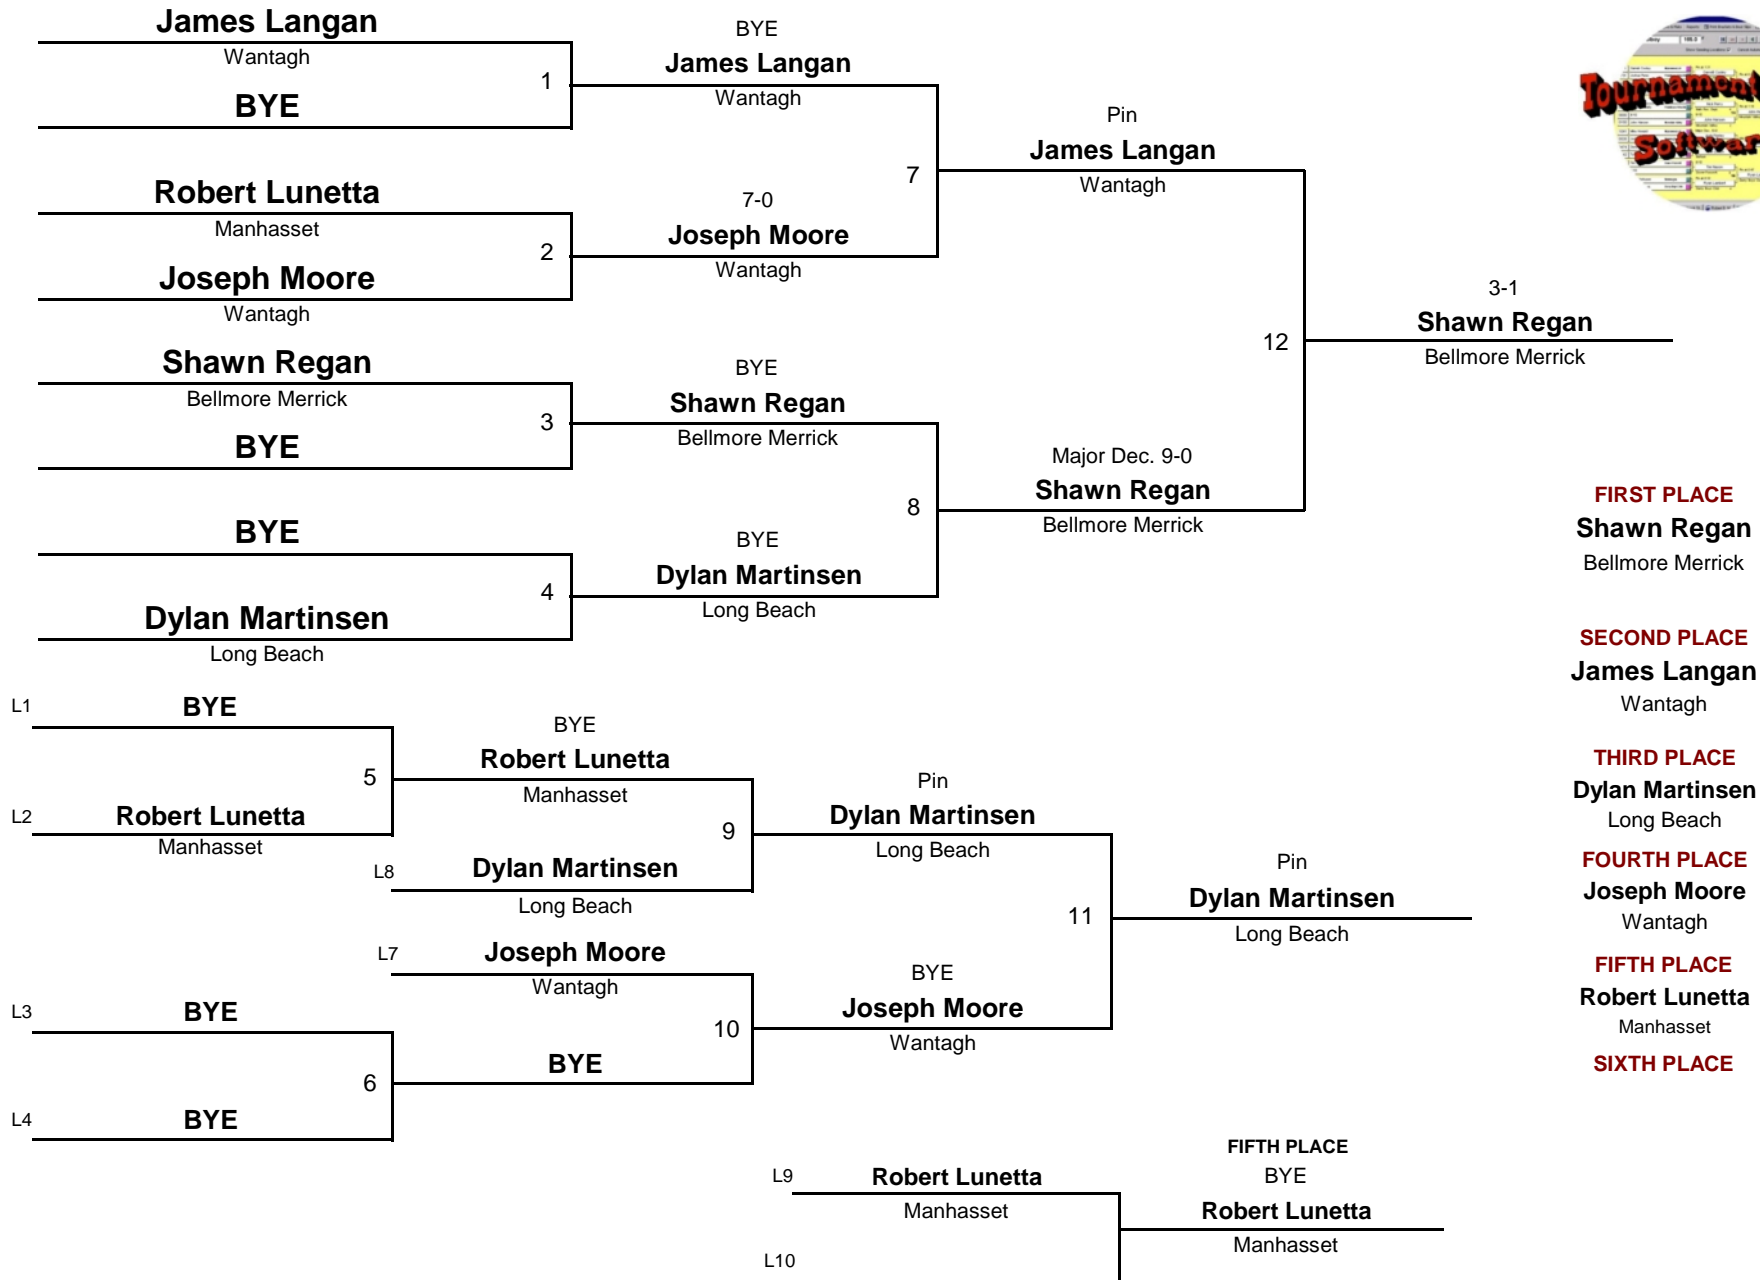 James Langan
Wantagh
1
BYE
Robert Lunetta
Manhasset
2
Joseph Moore
Wantagh
Shawn Regan
Bellmore Merrick
3
BYE
BYE
4
Dylan Martinsen
Long Beach
BYE
James Langan
Wantagh
7
7-0
Joseph Moore
Wantagh
BYE
Shawn Regan
Bellmore Merrick
8
BYE
Dylan Martinsen
Long Beach
Pin
James Langan
Wantagh
12
Major Dec. 9-0
Shawn Regan
Bellmore Merrick
3-1
Shawn Regan
Bellmore Merrick
Tournament
Softwar
FIRST PLACE
Shawn Regan
Bellmore Merrick
SECOND PLACE
James Langan
Wantagh
THIRD PLACE
Dylan Martinsen
Long Beach
FOURTH PLACE
Joseph Moore
Wantagh
FIFTH PLACE
Robert Lunetta
Manhasset
SIXTH PLACE
L1
BYE
5
L2
Robert Lunetta
Manhasset
BYE
Robert Lunetta
Manhasset
9
L8
Dylan Martinsen
Long Beach
L7
Joseph Moore
Wantagh
10
L3
BYE
6
BYE
L4
BYE
Pin
Dylan Martinsen
Long Beach
11
BYE
Joseph Moore
Wantagh
Pin
Dylan Martinsen
Long Beach
FIFTH PLACE
L9
Robert Lunetta
Manhasset
BYE
Robert Lunetta
Manhasset
L10